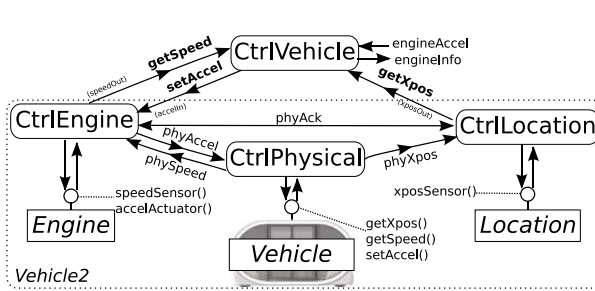 getSpeed
CtrlVehicle
engineAccel
engineInfo
(speedOut)
setAccel
getXpos
(accelIn)
(XposOut)
CtrlEngine
phyAck
CtrlLocation
phyAccel
phySpeed
CtrlPhysical
phyXpos
speedSensor()
accelActuator()
xposSensor()
Engine
getXpos()
getSpeed()
setAccel()
Vehicle
Location
Vehicle2